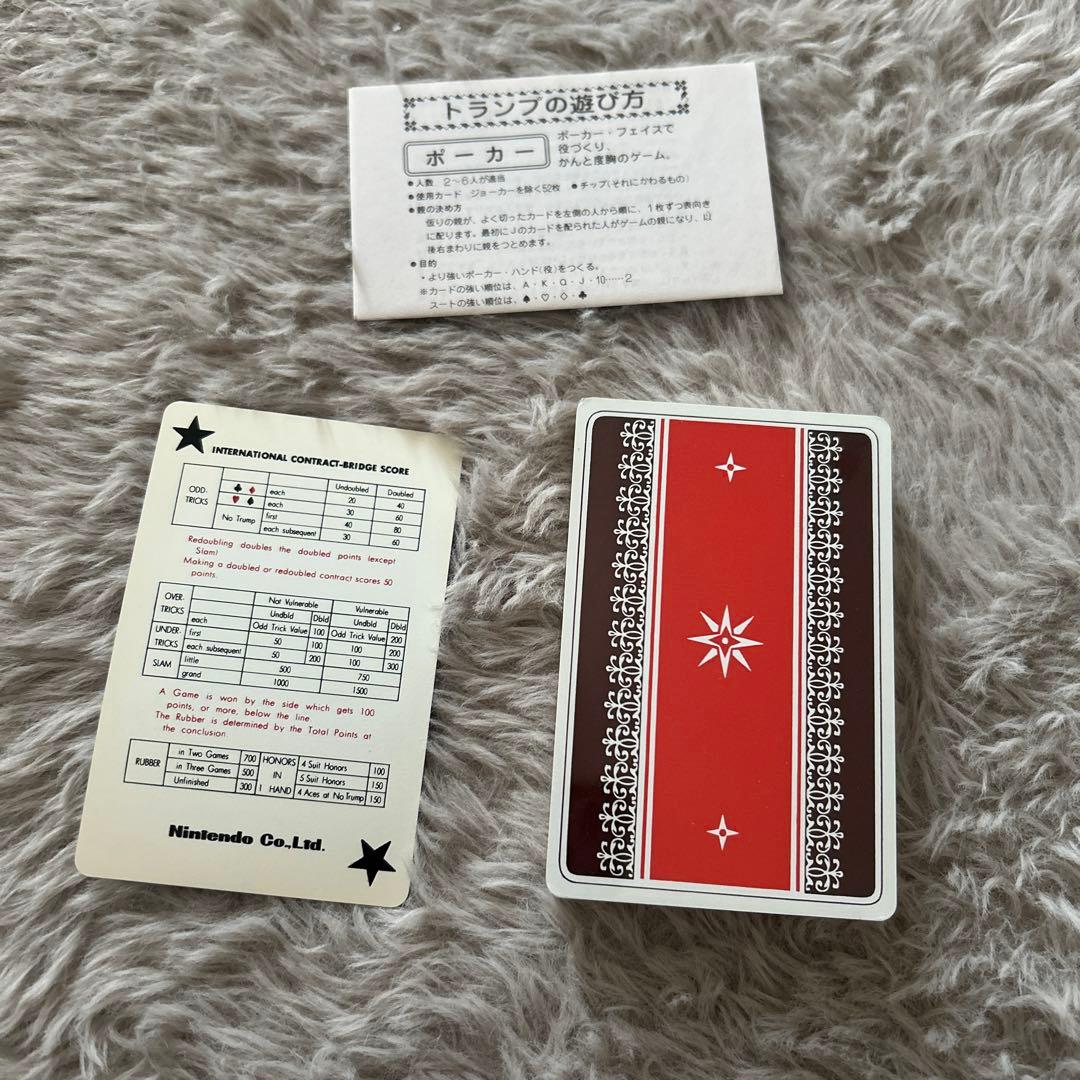 トランプの遊び方
ポーカー
ポーカー・フェイスで
役づくり、
かんと度胸のゲーム。
●人数 2～6人が適当
●使用カード ジョーカーを除く52枚 ●チップ(それにかわるもの)
●親の決め方
仮りの親が、よく切ったカードを左側の人から順に、1枚ずつ表向き
に配ります。最初にJのカードを配られた人がゲームの親になり、以
後右まわりに親をつとめます。
●目的
・より強いポーカー・ハンド(役)をつくる。
※カードの強い順位は、A・K・Q・J・10……2
スートの強い順位は、♠・♡・◇・♣
INTERNATIONAL CONTRACT-BRIDGE SCORE
Undoubled Doubled
ODD-TRICKS ♣ ♦ each 20 40
♥ ♠ each 30 60
No Trump first 40 80
each subsequent 30 60
Redoubling doubles the doubled points (except
Slam)
Making a doubled or redoubled contract scores 50
points.
Not Vulnerable Vulnerable
Undbld Dbld Undbld Dbld
OVER-TRICKS each Odd Trick Value 100 Odd Trick Value 200
UNDER-TRICKS first 50 100 100 200
each subsequent 50 200 100 300
SLAM little 500 750
grand 1000 1500
A Game is won by the side which gets 100
points, or more, below the line.
The Rubber is determined by the Total Points at
the conclusion.
RUBBER in Two Games 700 HONORS 4 Suit Honors 100
in Three Games 500 IN 5 Suit Honors 150
Unfinished 300 1 HAND 4 Aces at No Trump 150
Nintendo Co.,Ltd.